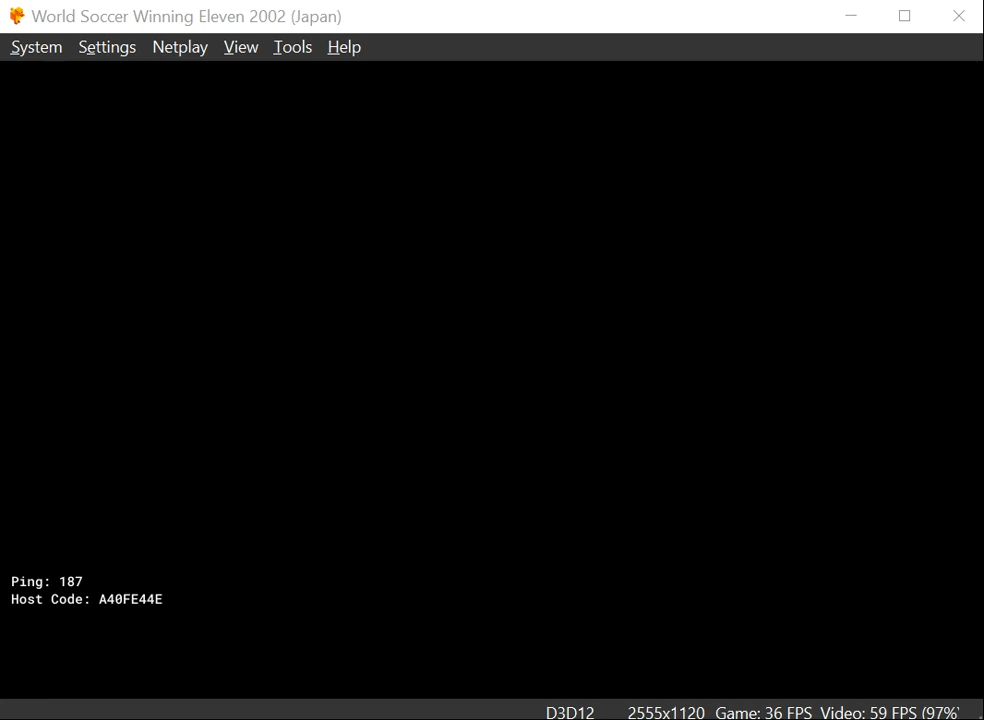 World Soccer Winning Eleven 2002 (Japan)
System Settings Netplay View Tools Help
Ping: 187
Host Code: A40FE44E
D3D12 2555x1120 Game: 36 FPS Video: 59 FPS (97%)